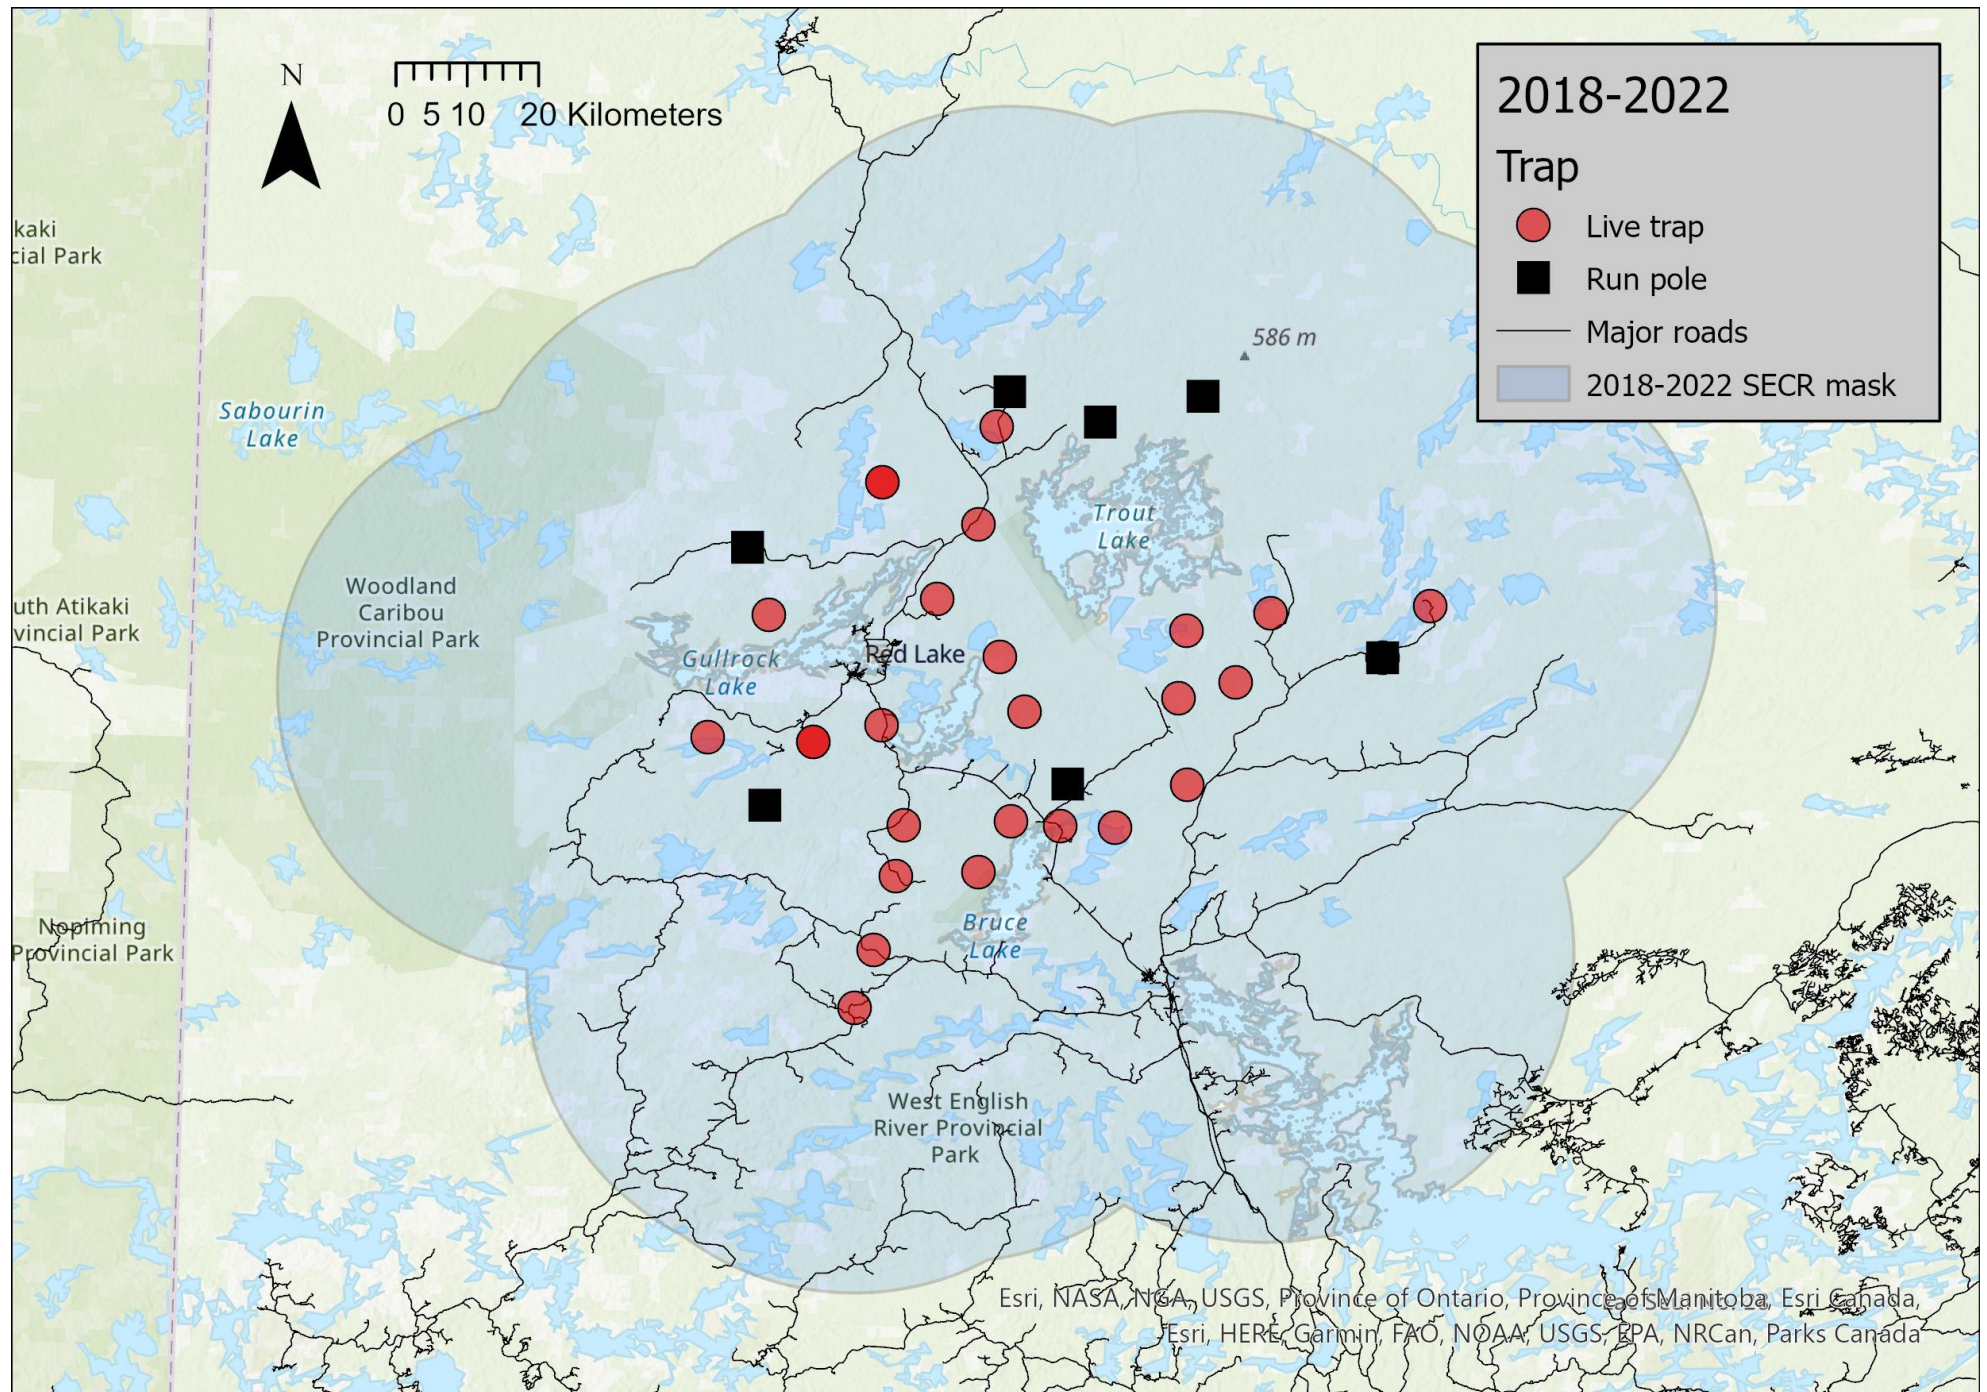 N
0 5 10 20 Kilometers
2018-2022
Trap
Live trap
Run pole
Major roads
2018-2022 SECR mask
kaki
cial Park
586 m
Sabourin
Lake
Trout
Lake
Woodland
Caribou
Provincial Park
uth Atikaki
vincial Park
Gullrock
Lake
Red Lake
Nopiming
Provincial Park
Bruce
Lake
West English
River Provincial
Park
Esri, NASA, NGA, USGS, Province of Ontario, Province of Manitoba, Esri Canada,
Esri, HERE, Garmin, FAO, NOAA, USGS, EPA, NRCan, Parks Canada